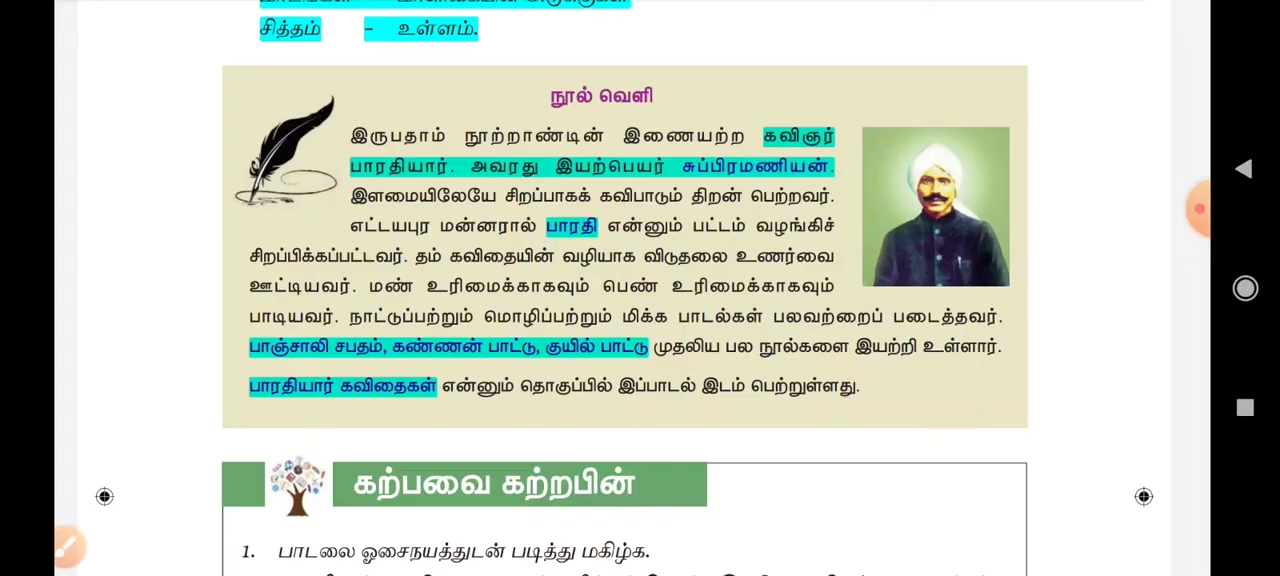 சித்தம் – உள்ளம்.
நூல் வெளி
இருபதாம் நூற்றாண்டின் இணையற்ற கவிஞர்
பாரதியார். அவரது இயற்பெயர் சுப்பிரமணியன்.
இளமையிலேயே சிறப்பாகக் கவிபாடும் திறன் பெற்றவர்.
எட்டயபுர மன்னரால் பாரதி என்னும் பட்டம் வழங்கிச்
சிறப்பிக்கப்பட்டவர். தம் கவிதையின் வழியாக விடுதலை உணர்வை
ஊட்டியவர். மண் உரிமைக்காகவும் பெண் உரிமைக்காகவும்
பாடியவர். நாட்டுப்பற்றும் மொழிப்பற்றும் மிக்க பாடல்கள் பலவற்றைப் படைத்தவர்.
பாஞ்சாலி சபதம், கண்ணன் பாட்டு, குயில் பாட்டு முதலிய பல நூல்களை இயற்றி உள்ளார்.
பாரதியார் கவிதைகள் என்னும் தொகுப்பில் இப்பாடல் இடம் பெற்றுள்ளது.
கற்பவை கற்றபின்
1. பாடலை ஓசைநயத்துடன் படித்து மகிழ்க.